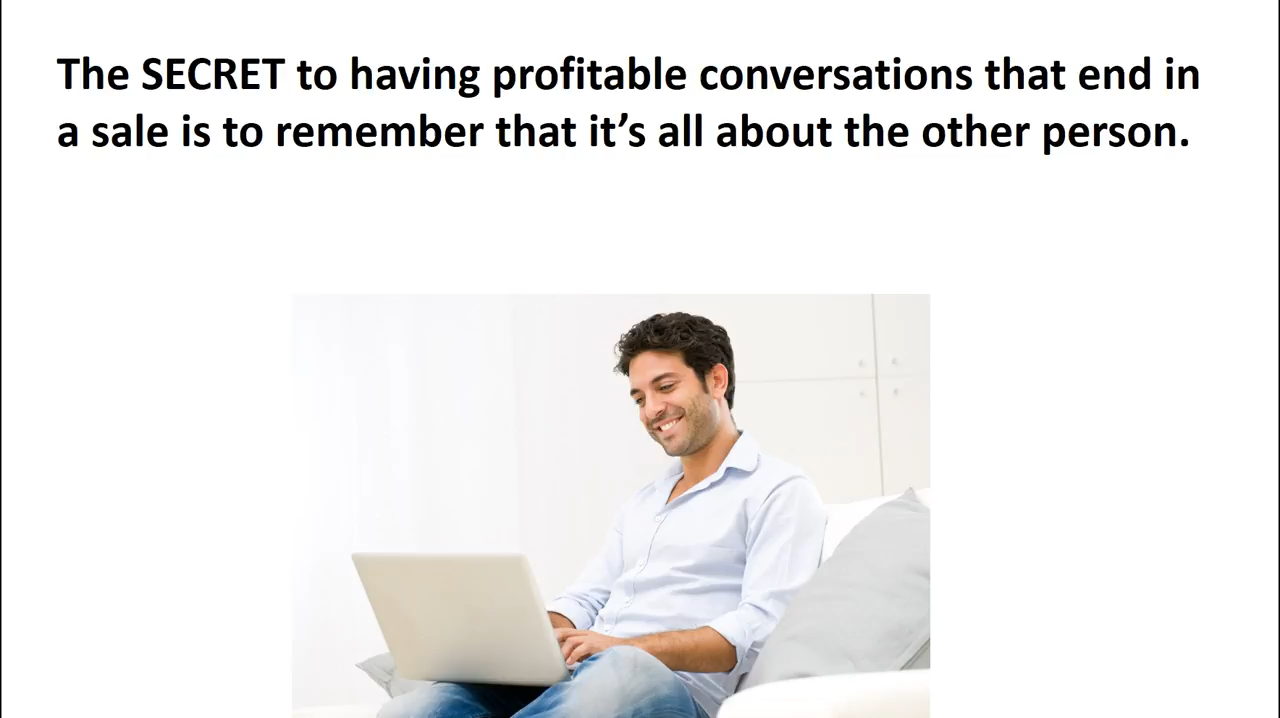 The SECRET to having profitable conversations that end in
a sale is to remember that it’s all about the other person.